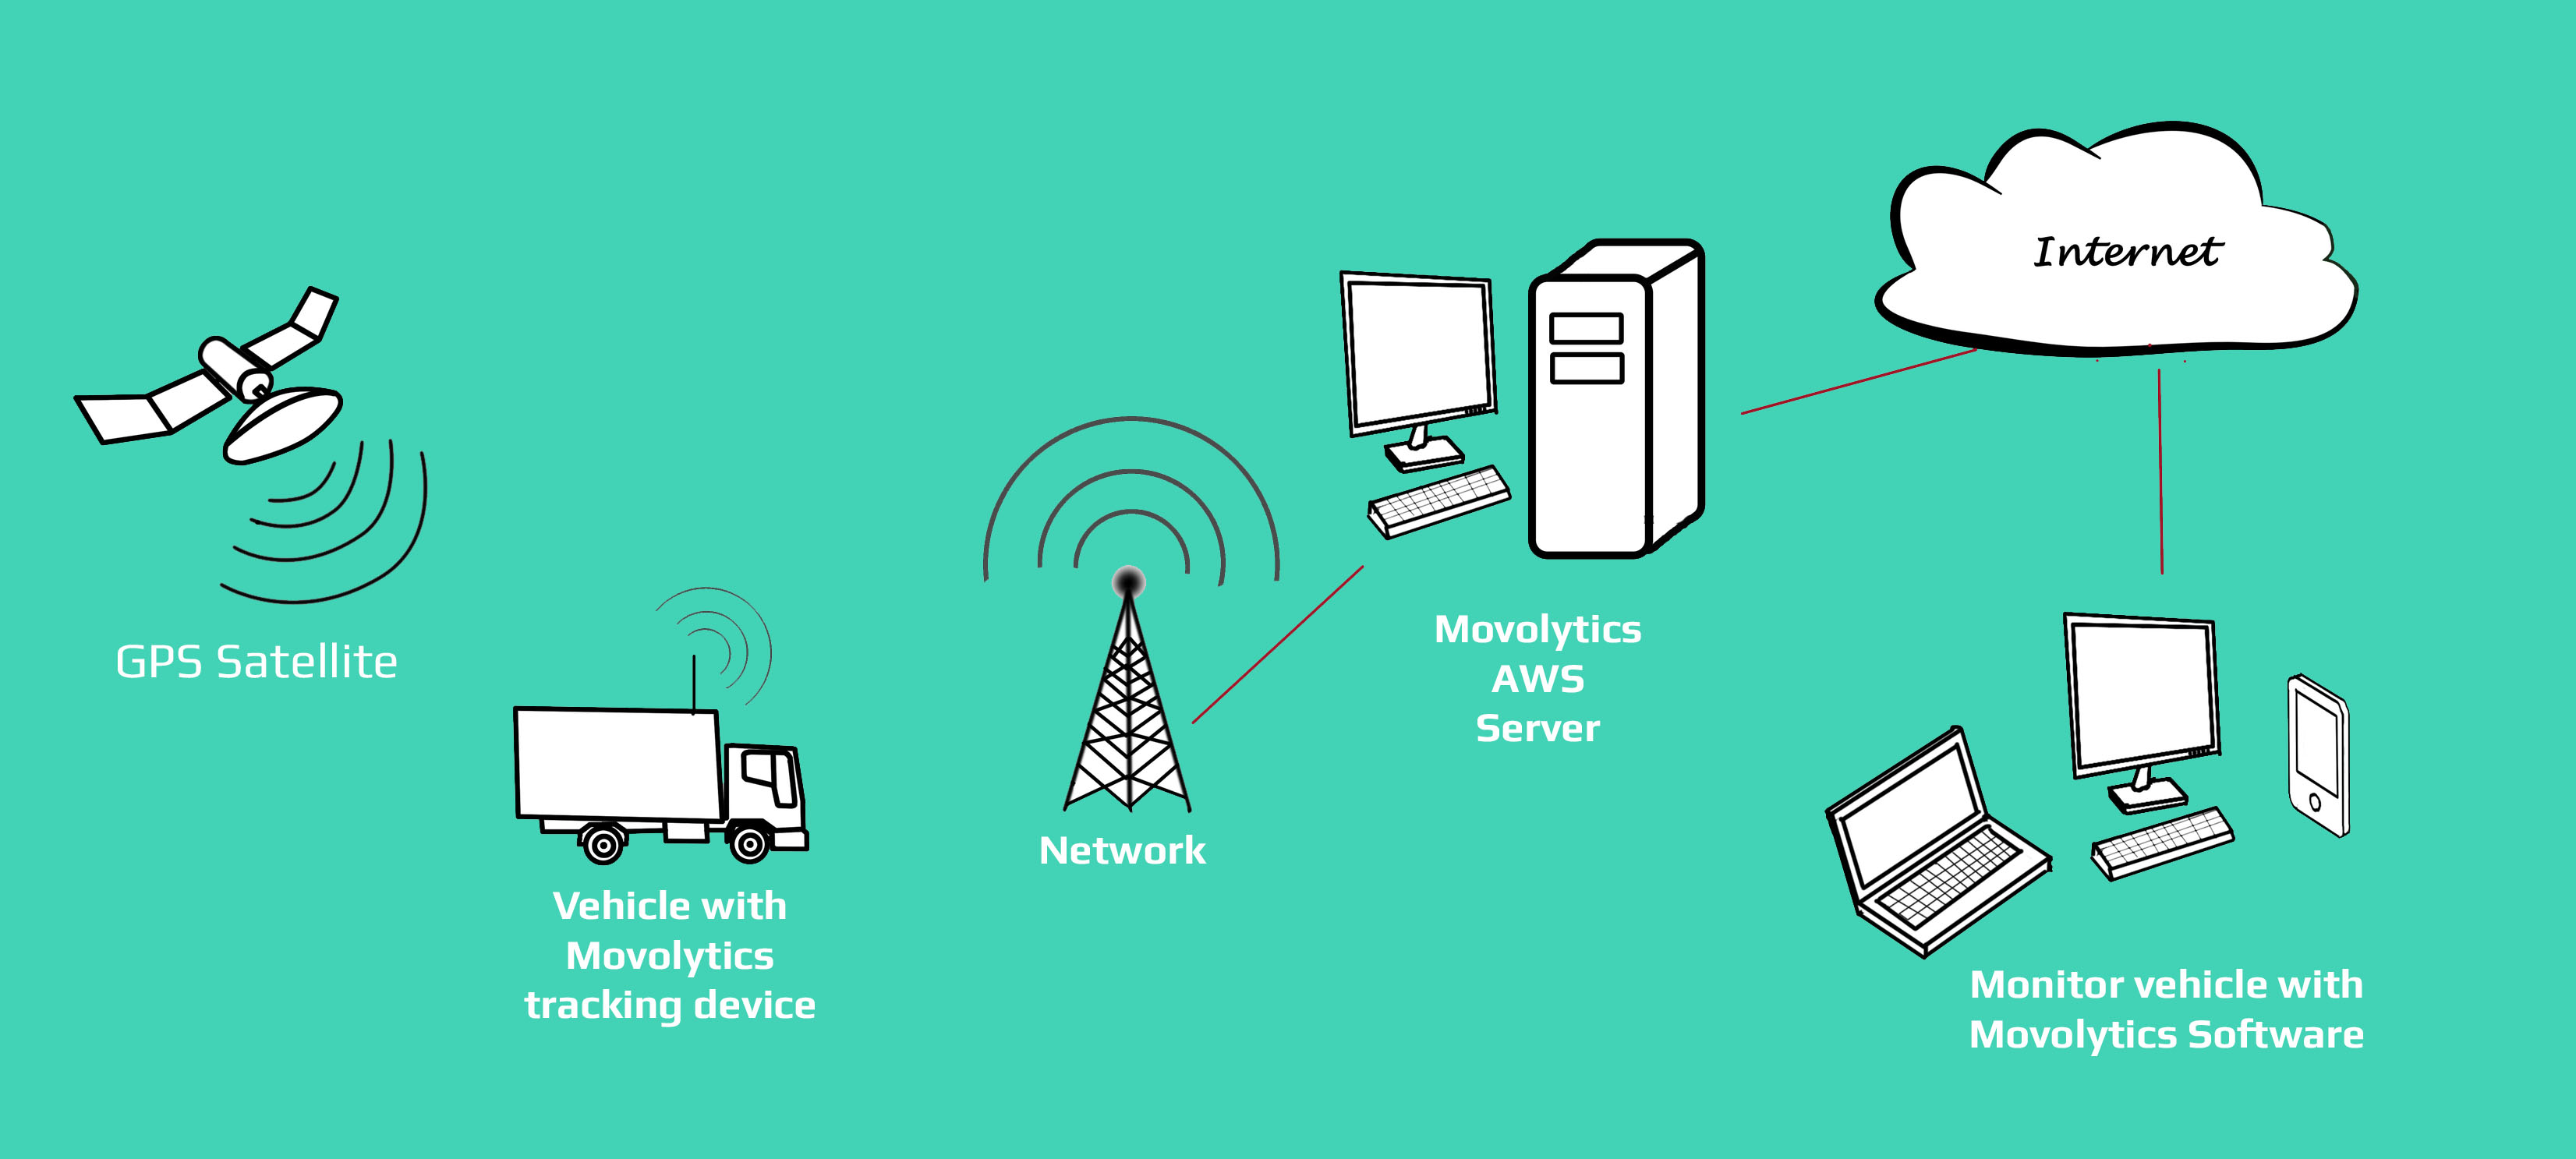 GPS Satellite
Vehicle with
Movolytics
tracking device
Network
Movolytics
AWS
Server
Internet
Monitor vehicle with
Movolytics Software